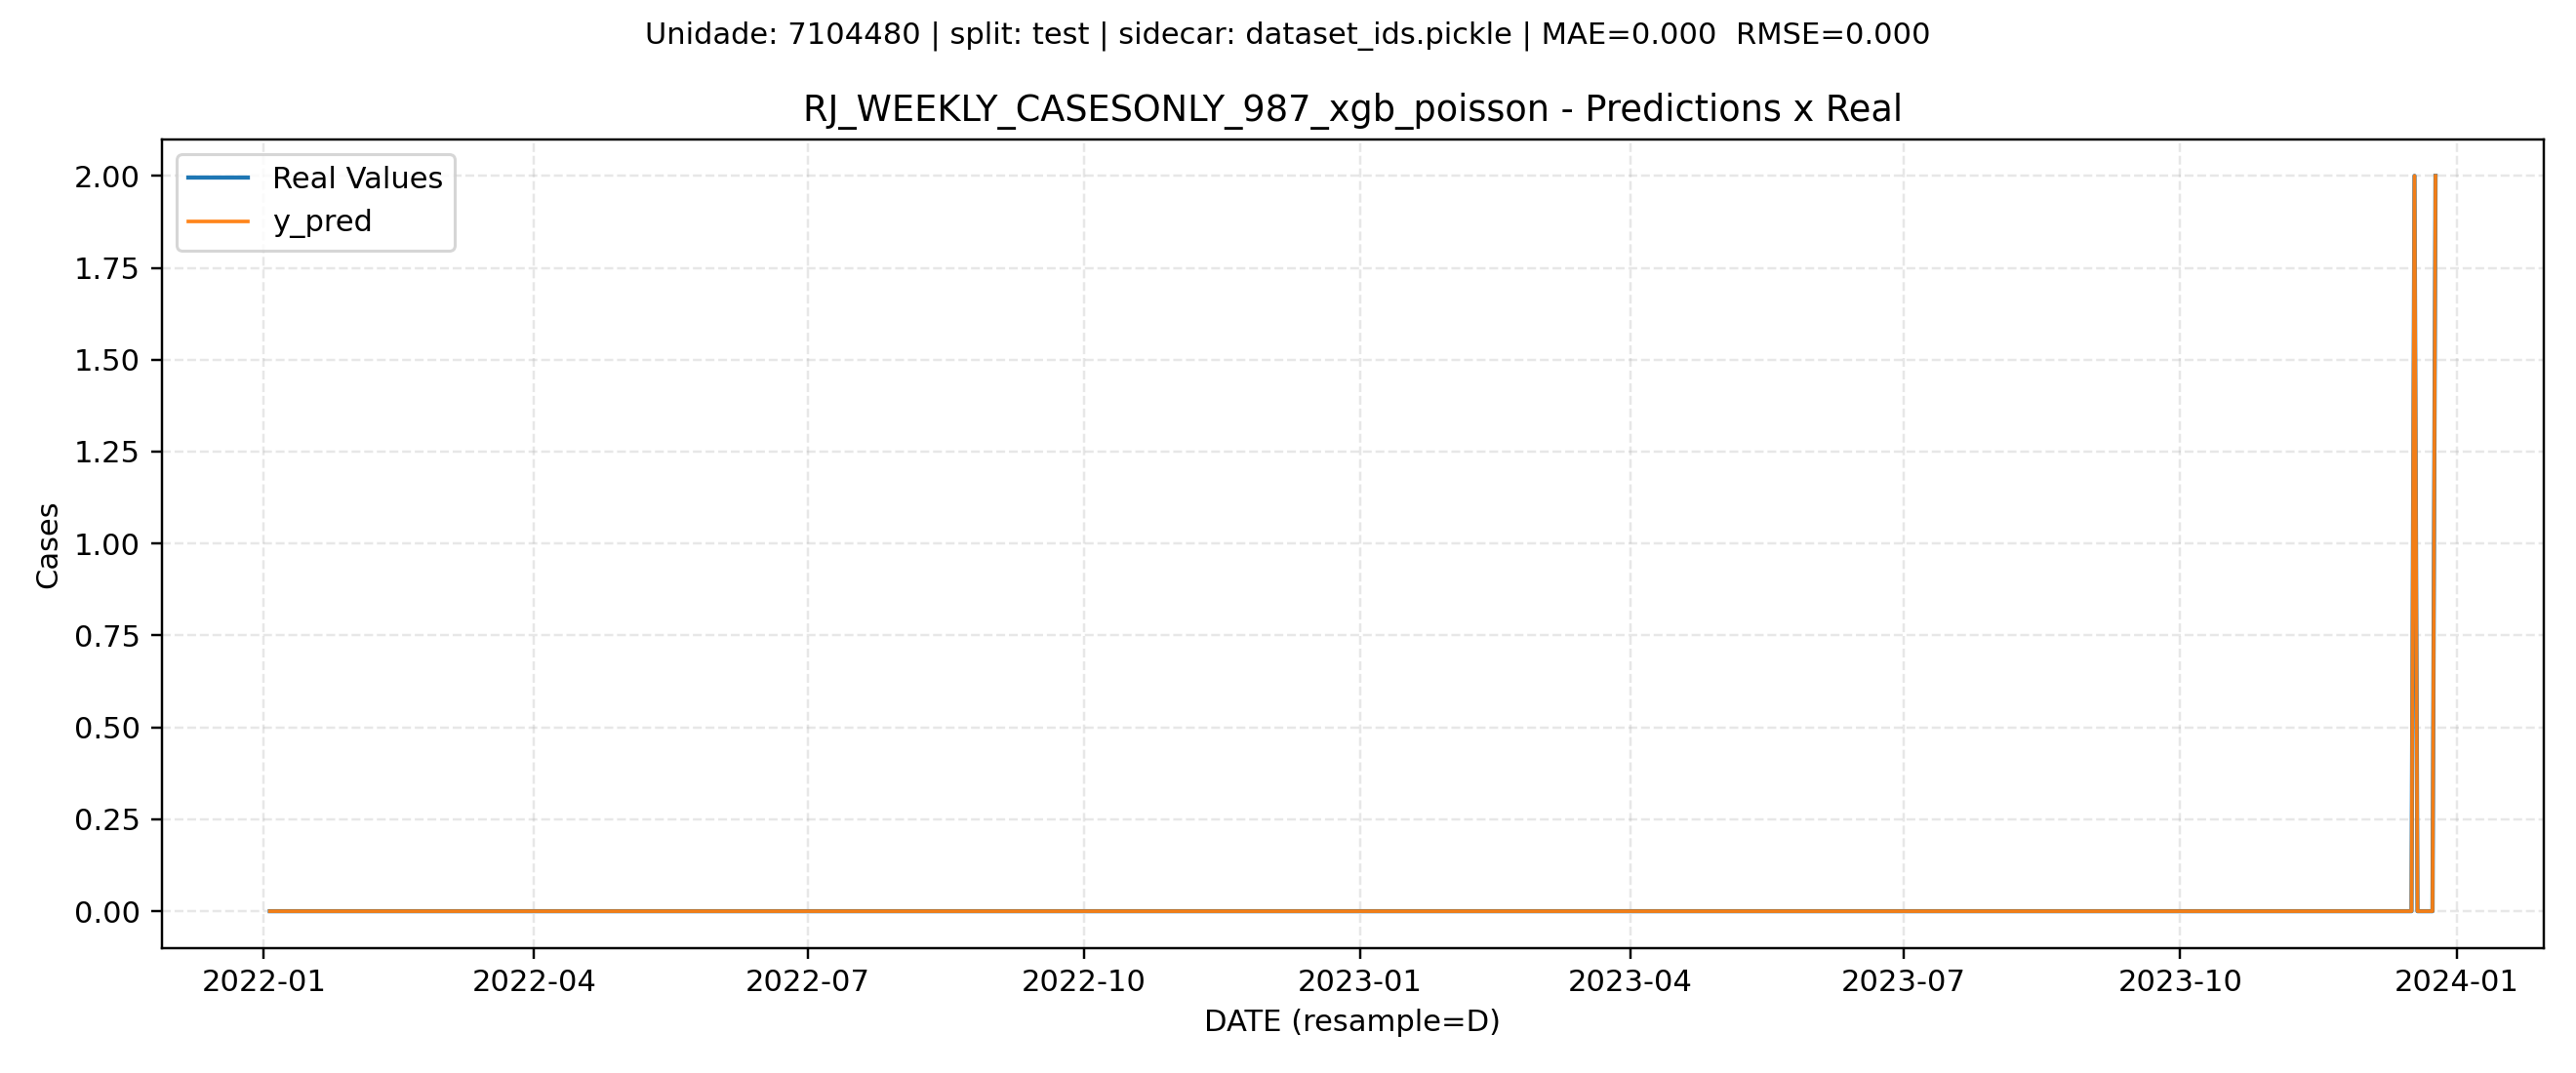 Unidade: 7104480 | split: test | sidecar: dataset_ids.pickle | MAE=0.000  RMSE=0.000
RJ_WEEKLY_CASESONLY_987_xgb_poisson - Predictions x Real
Real Values
y_pred
2.00
1.75
1.50
1.25
1.00
0.75
0.50
0.25
0.00
Cases
2022-01 2022-04 2022-07 2022-10 2023-01 2023-04 2023-07 2023-10 2024-01
DATE (resample=D)